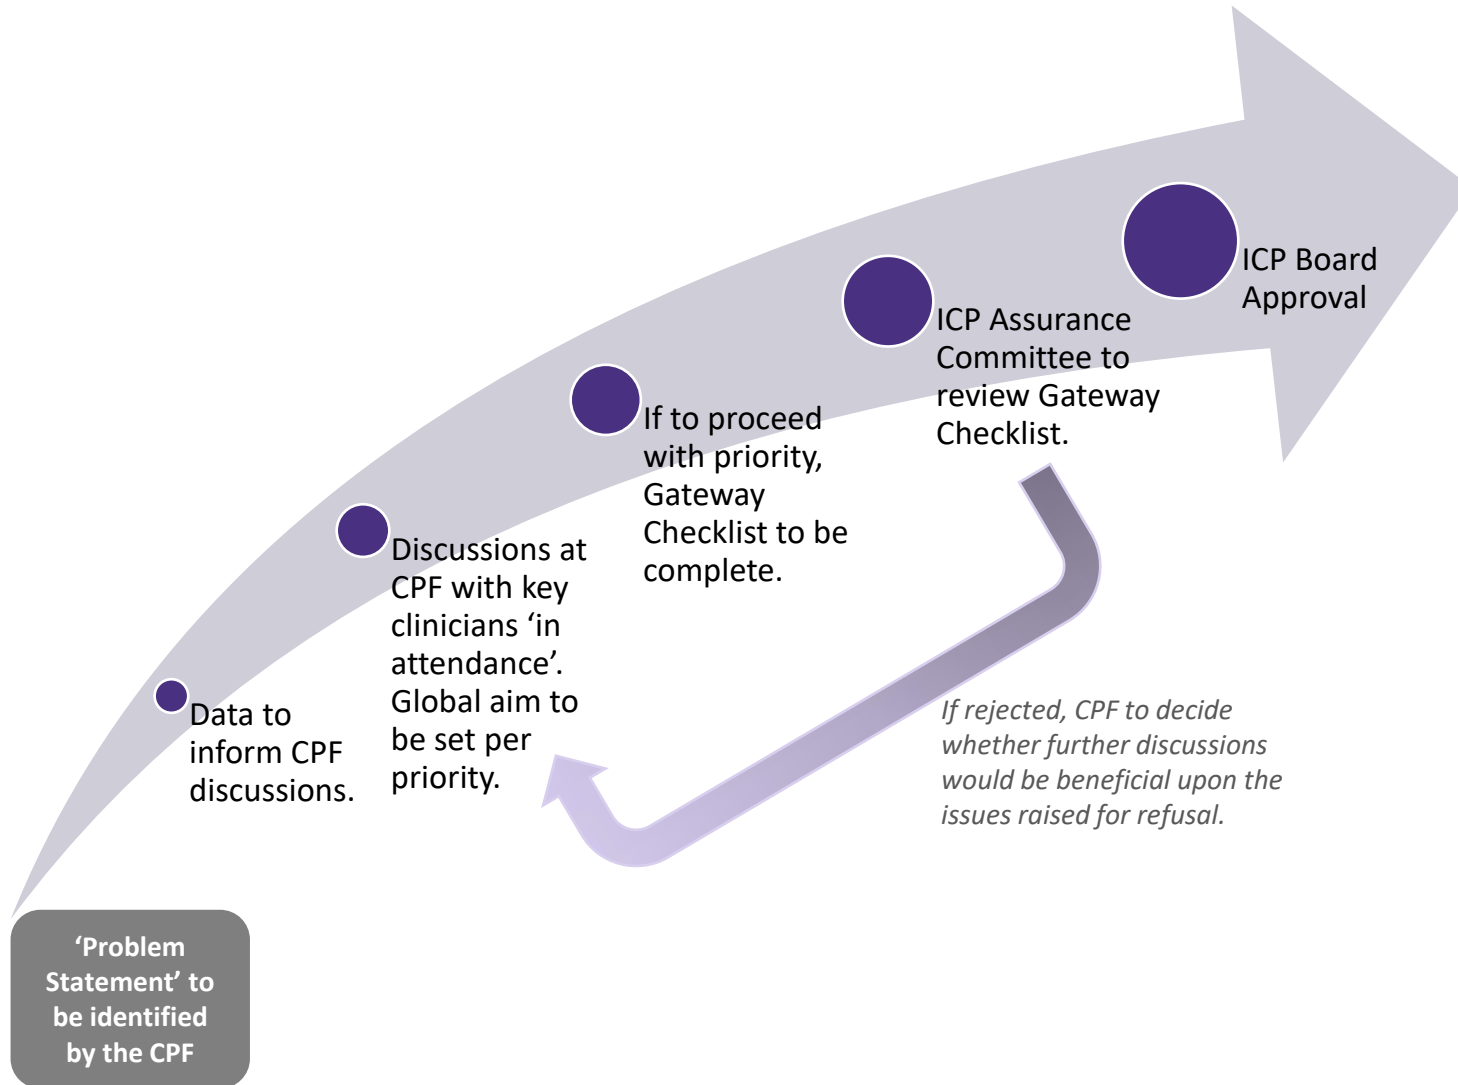 ‘Problem
Statement’ to
be identified
by the CPF
Data to
inform CPF
discussions.
Discussions at
CPF with key
clinicians ‘in
attendance’.
Global aim to
be set per
priority.
If to proceed
with priority,
Gateway
Checklist to be
complete.
ICP Assurance
Committee to
review Gateway
Checklist.
ICP Board
Approval
If rejected, CPF to decide
whether further discussions
would be beneficial upon the
issues raised for refusal.